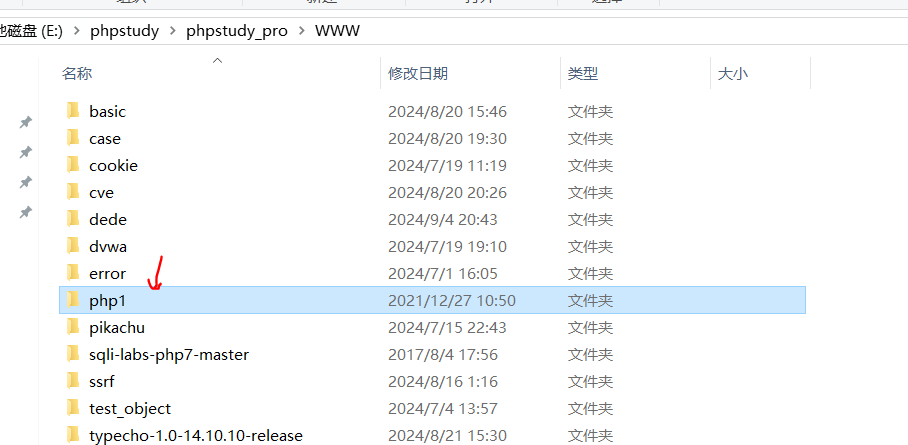 地磁盘 (E:) > phpstudy > phpstudy_pro > WWW
名称 修改日期 类型 大小
basic 2024/8/20 15:46 文件夹
case 2024/8/20 19:30 文件夹
cookie 2024/7/19 11:19 文件夹
cve 2024/8/20 20:26 文件夹
dede 2024/9/4 20:43 文件夹
dvwa 2024/7/19 19:10 文件夹
error 2024/7/1 16:05 文件夹
php1 2021/12/27 10:50 文件夹
pikachu 2024/7/15 22:43 文件夹
sqli-labs-php7-master 2017/8/4 17:56 文件夹
ssrf 2024/8/16 1:16 文件夹
test_object 2024/7/4 13:57 文件夹
typecho-1.0-14.10.10-release 2024/8/21 15:30 文件夹